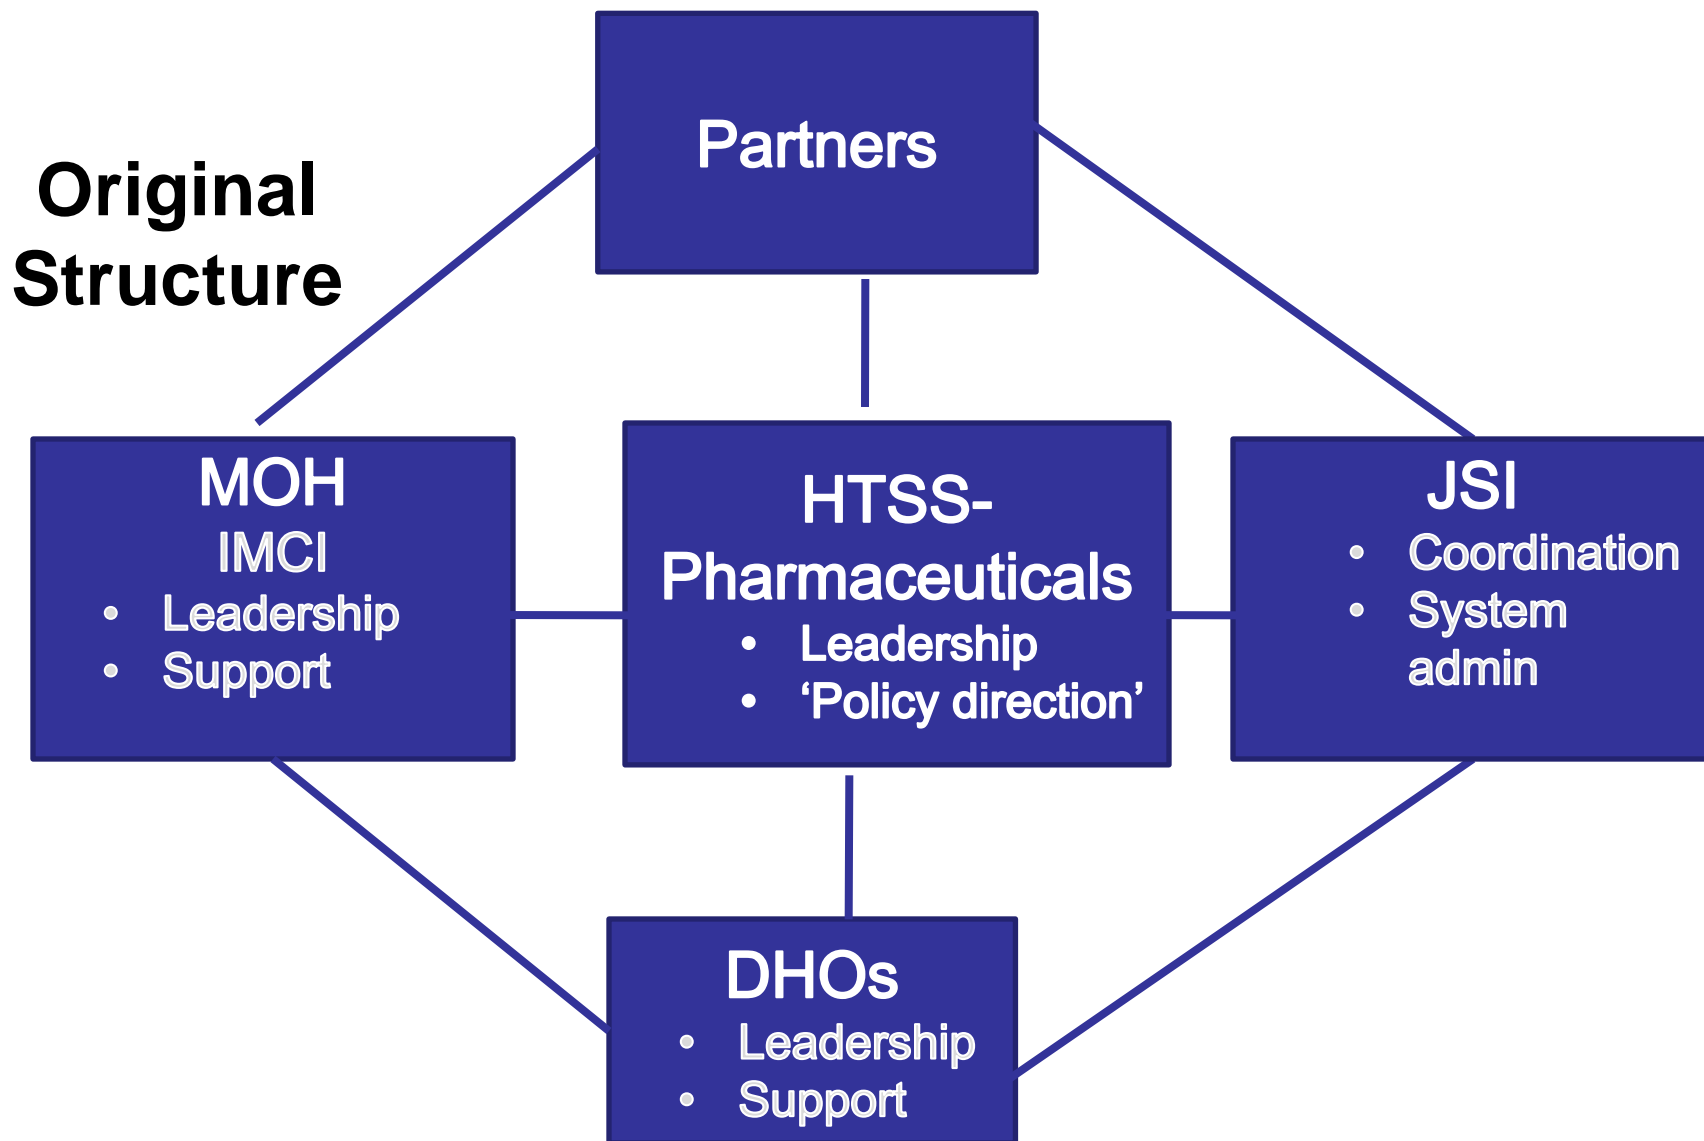 Original
Structure
Partners
MOH
IMCI
• Leadership
• Support
HTSS-
Pharmaceuticals
• Leadership
• ‘Policy direction’
JSI
• Coordination
• System
admin
DHOs
• Leadership
• Support